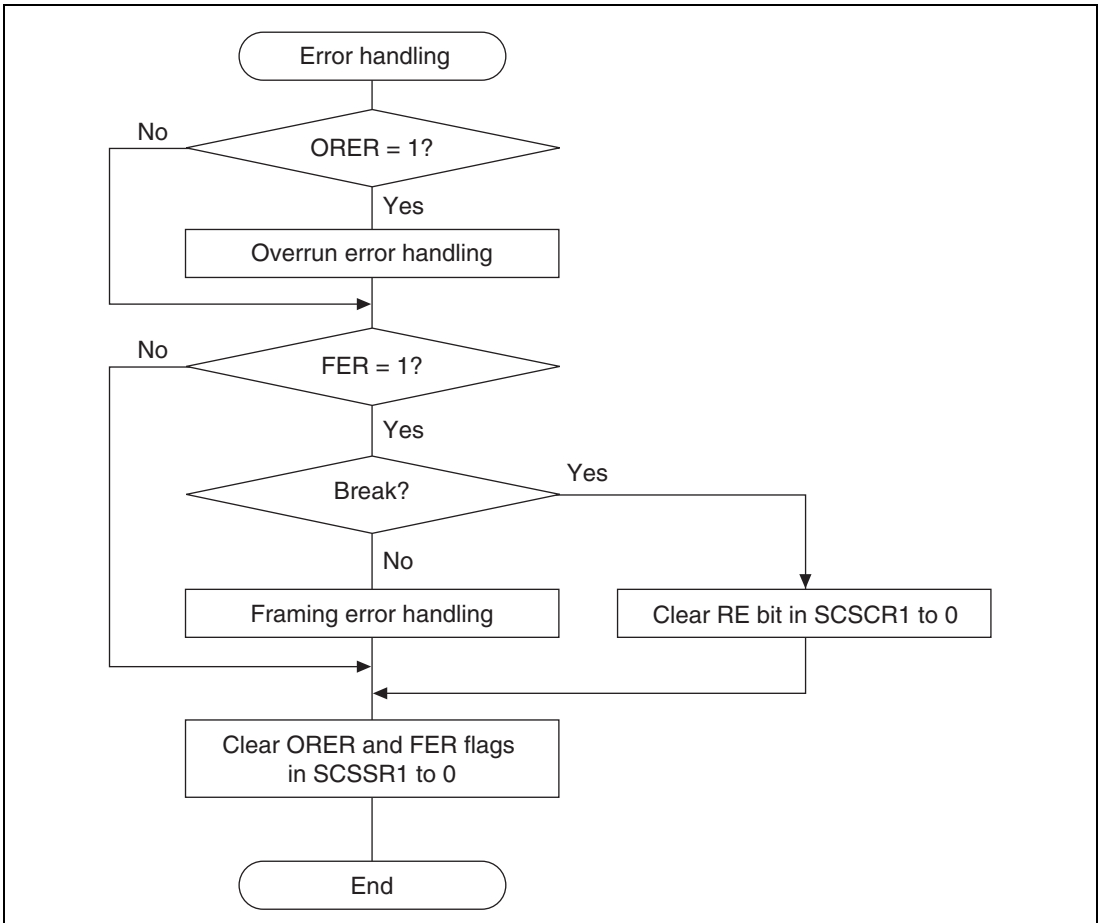 Error handling
No
ORER = 1?
Yes
Overrun error handling
No
FER = 1?
Yes
Break?
Yes
No
Framing error handling
Clear RE bit in SCSCR1 to 0
Clear ORER and FER flags
in SCSSR1 to 0
End